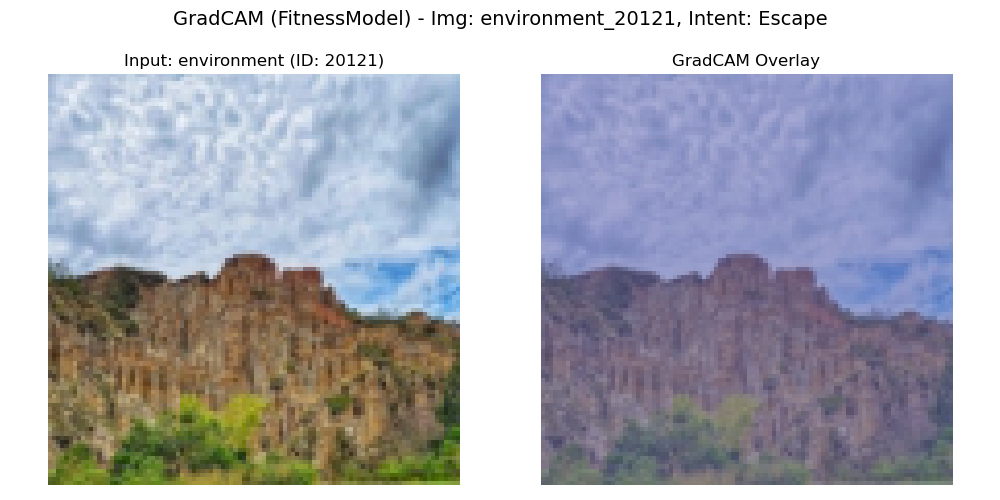 GradCAM (FitnessModel) - Img: environment_20121, Intent: Escape
Input: environment (ID: 20121)
GradCAM Overlay